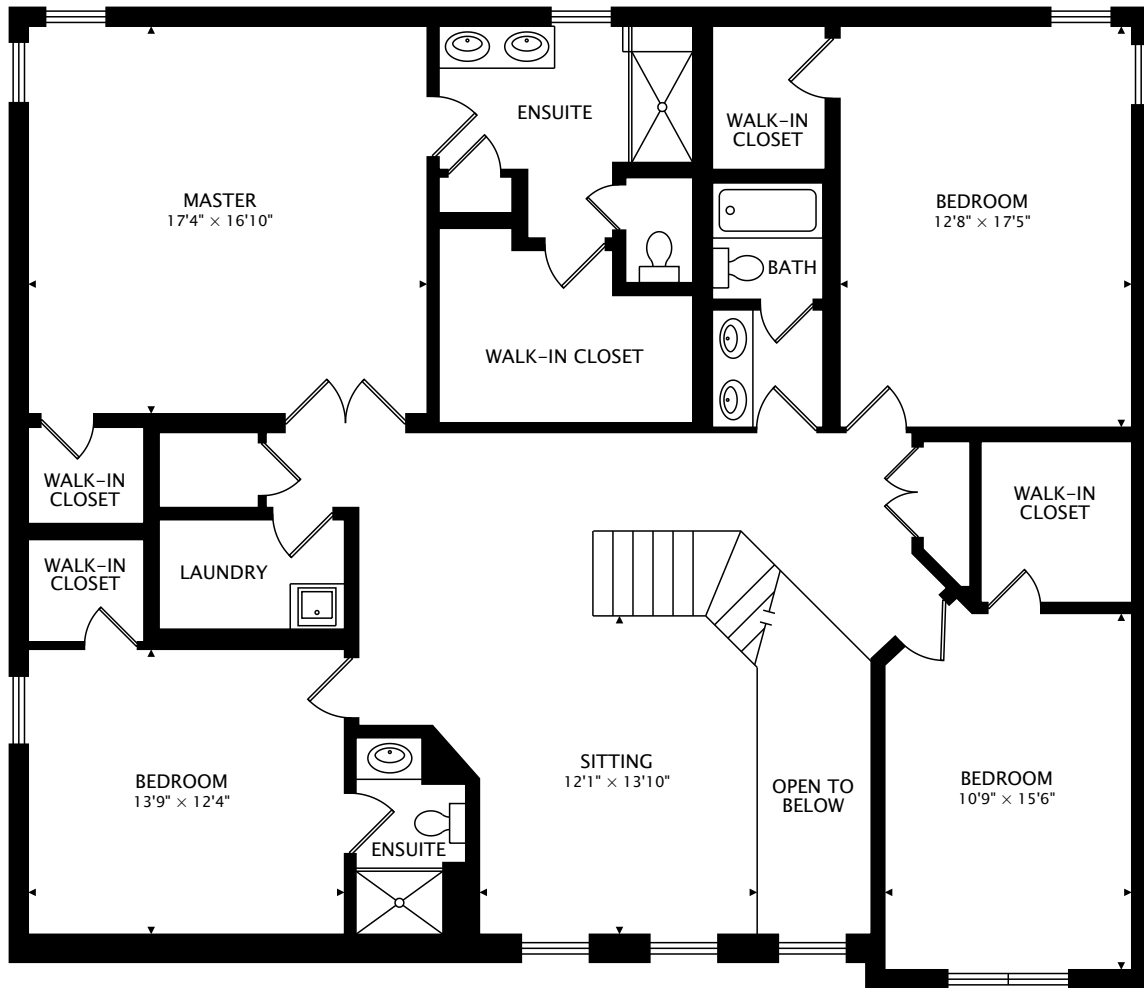 ENSUITE
WALK-IN
CLOSET
MASTER
17'4" × 16'10"
BEDROOM
12'8" × 17'5"
BATH
WALK-IN CLOSET
WALK-IN
CLOSET
WALK-IN
CLOSET
WALK-IN
CLOSET
LAUNDRY
SITTING
12'1" × 13'10"
BEDROOM
13'9" × 12'4"
OPEN TO
BELOW
BEDROOM
10'9" × 15'6"
ENSUITE